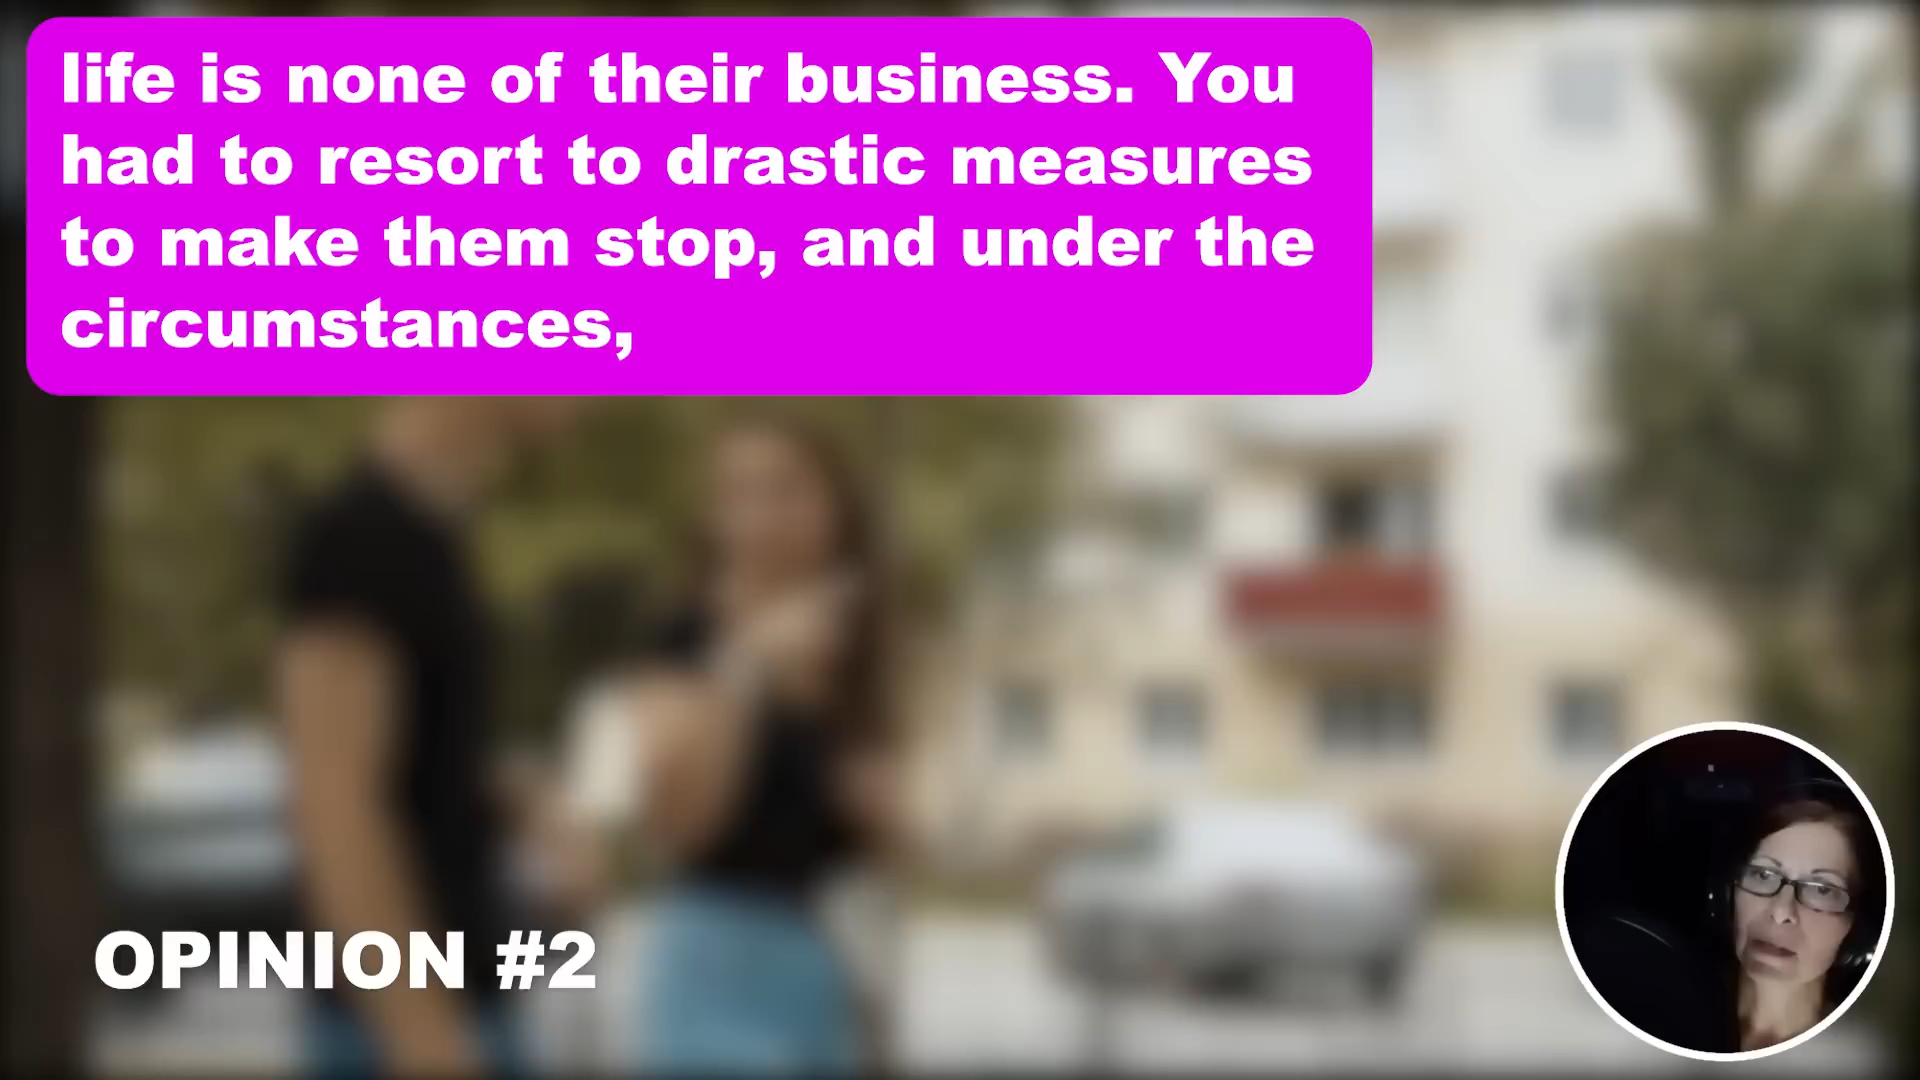 life is none of their business. You
had to resort to drastic measures
to make them stop, and under the
circumstances,
OPINION #2